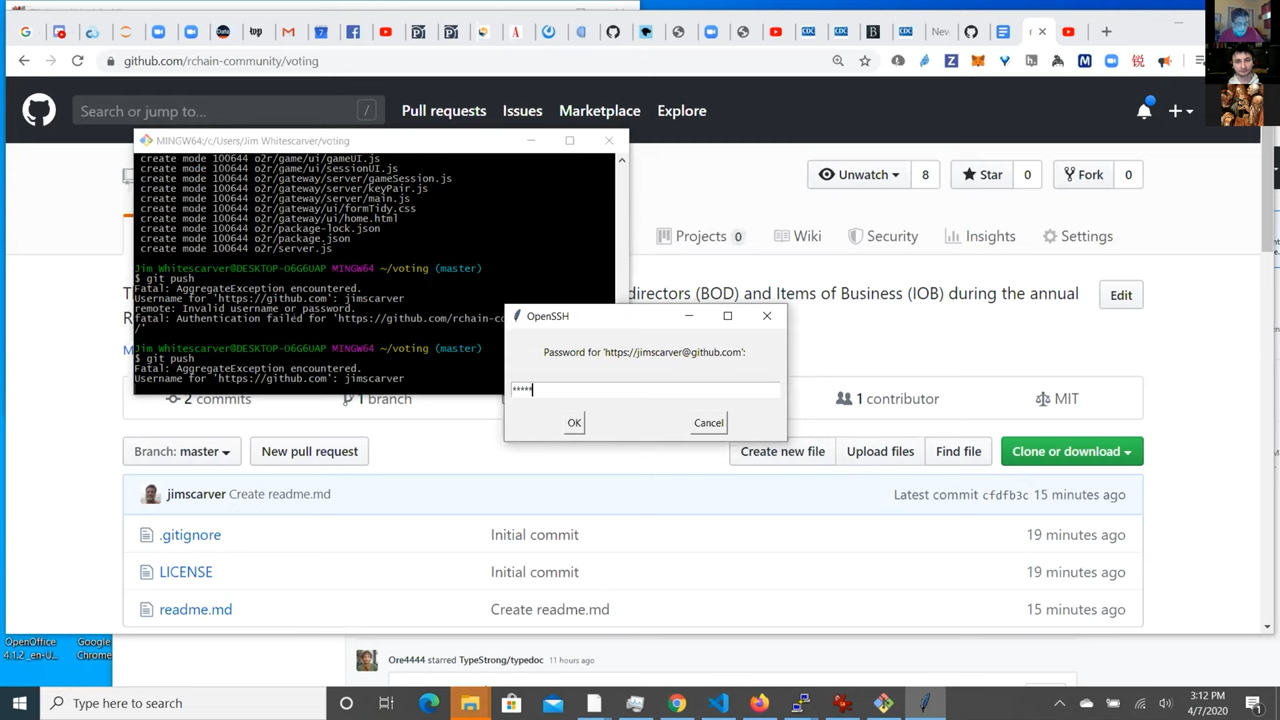 github.com/rchain-community/voting
Search or jump to...
/
Pull requests
Issues
Marketplace
Explore
MINGW64:/c/Users/Jim Whitescarver/voting
create mode 100644 o2r/game/ui/gameUI.js
create mode 100644 o2r/game/ui/sessionUI.js
create mode 100644 o2r/gateway/server/gameSession.js
create mode 100644 o2r/gateway/server/keyPair.js
create mode 100644 o2r/gateway/server/main.js
create mode 100644 o2r/gateway/ui/formTidy.css
create mode 100644 o2r/gateway/ui/home.html
create mode 100644 o2r/package-lock.json
create mode 100644 o2r/package.json
create mode 100644 o2r/server.js
Jim Whitescarver@DESKTOP-O6G6UAP MINGW64 ~/voting (master)
$ git push
Fatal: AggregateException encountered.
Username for 'https://github.com': jimscarver
remote: Invalid username or password.
fatal: Authentication failed for 'https://github.com/rchain-co
/'
Jim Whitescarver@DESKTOP-O6G6UAP MINGW64 ~/voting (master)
$ git push
Fatal: AggregateException encountered.
Username for 'https://github.com': jimscarver
Unwatch
8
Star
0
Fork
0
Projects 0
Wiki
Security
Insights
Settings
directors (BOD) and Items of Business (IOB) during the annual
Edit
OpenSSH
Password for 'https://jimscarver@github.com':
*****
OK
Cancel
2 commits
1 branch
1 contributor
MIT
Branch: master
New pull request
Create new file
Upload files
Find file
Clone or download
jimscarver Create readme.md
Latest commit cfdfb3c 15 minutes ago
.gitignore
Initial commit
19 minutes ago
LICENSE
Initial commit
19 minutes ago
readme.md
Create readme.md
15 minutes ago
OpenOffice
4.1.2 _en-U...
Google
Chrome
Ore4444 starred TypeStrong/typedoc 11 hours ago
Type here to search
3:12 PM
4/7/2020